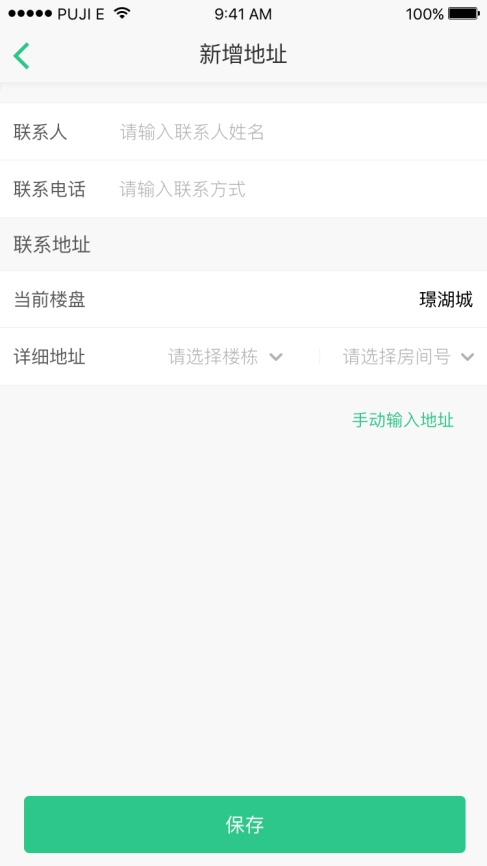 PUJI E 9:41 AM 100%
新增地址
联系人 请输入联系人姓名
联系电话 请输入联系方式
联系地址
当前楼盘 璟湖城
详细地址 请选择楼栋 请选择房间号
手动输入地址
保存